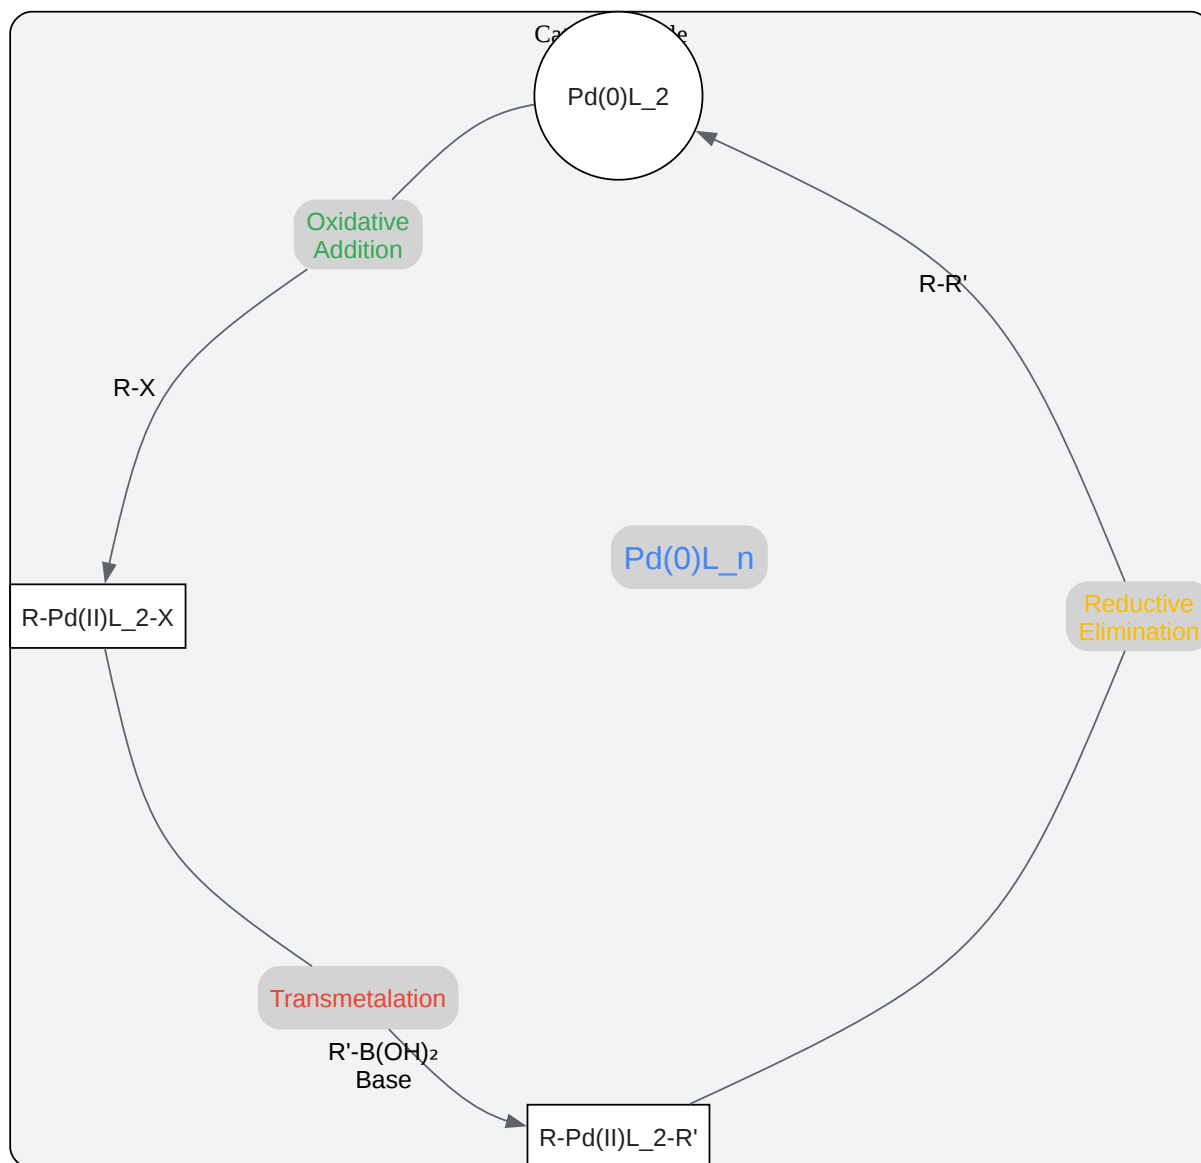 Pd(0)L_2
Oxidative
Addition
R-R'
R-X
Pd(0)L_n
R-Pd(II)L_2-X
Reductive
Elimination
Transmetalation
R'-B(OH)₂
Base
R-Pd(II)L_2-R'